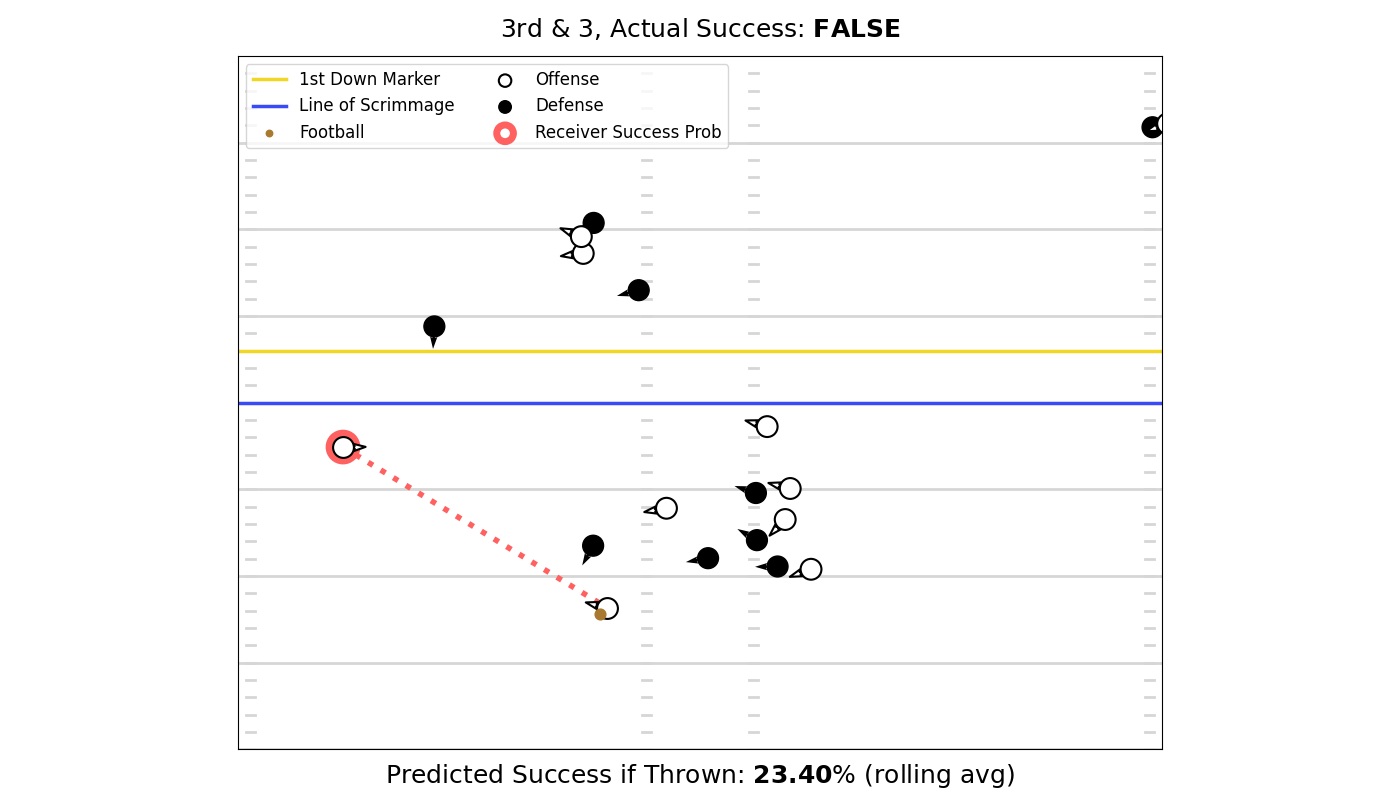 3rd & 3, Actual Success: FALSE
1st Down Marker
Line of Scrimmage
Football
Offense
Defense
Receiver Success Prob
Predicted Success if Thrown: 23.40% (rolling avg)